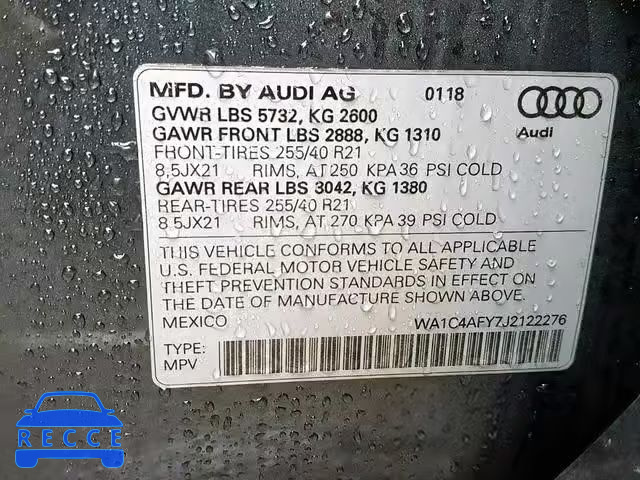 MFD. BY AUDI AG 0118
GVWR LBS 5732, KG 2600
GAWR FRONT LBS 2888, KG 1310
FRONT-TIRES 255/40 R21
8,5JX21 RIMS, AT 250 KPA 36 PSI COLD
GAWR REAR LBS 3042, KG 1380
REAR-TIRES 255/40 R21
8,5JX21 RIMS, AT 270 KPA 39 PSI COLD
Audi
THIS VEHICLE CONFORMS TO ALL APPLICABLE
U.S. FEDERAL MOTOR VEHICLE SAFETY AND
THEFT PREVENTION STANDARDS IN EFFECT ON
THE DATE OF MANUFACTURE SHOWN ABOVE.
MEXICO WA1C4AFY7J2122276
TYPE:
MPV
RECCE